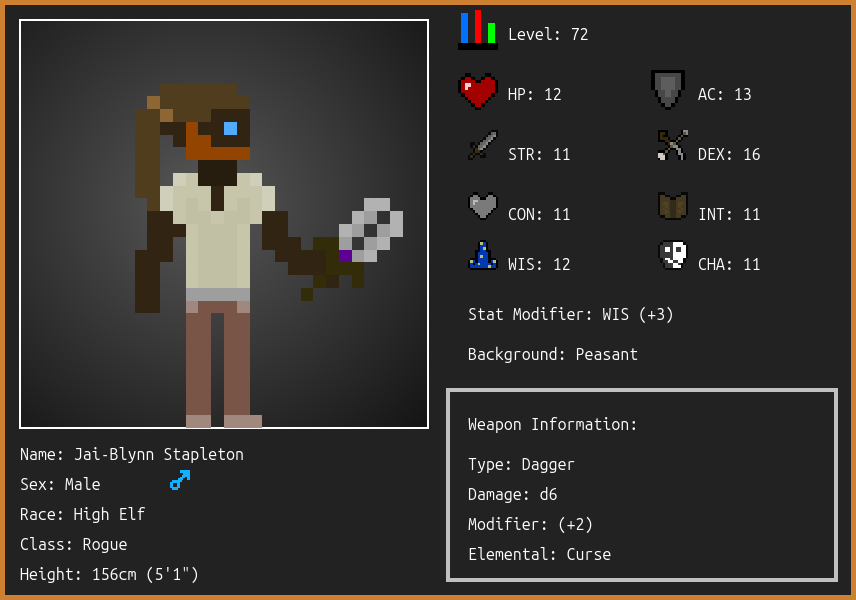 Level: 72
HP: 12
AC: 13
STR: 11
DEX: 16
CON: 11
INT: 11
WIS: 12
CHA: 11
Stat Modifier: WIS (+3)
Background: Peasant
Weapon Information:
Type: Dagger
Damage: d6
Modifier: (+2)
Elemental: Curse
Name: Jai-Blynn Stapleton
Sex: Male
Race: High Elf
Class: Rogue
Height: 156cm (5'1")